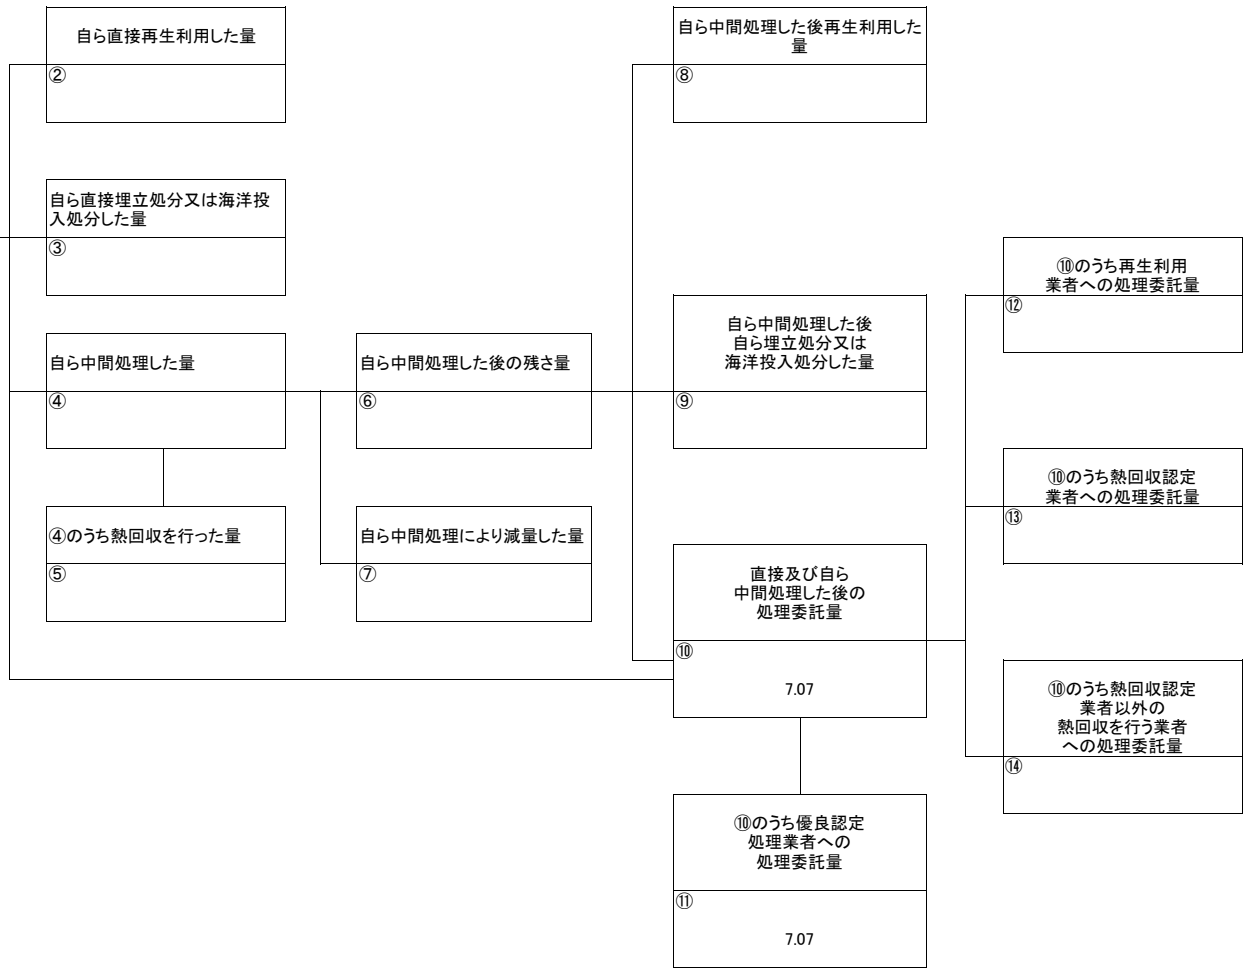 自ら直接再生利用した量
②
自ら直接埋立処分又は海洋投
入処分した量
③
自ら中間処理した量
④
④のうち熱回収を行った量
⑤
自ら中間処理した後の残さ量
⑥
自ら中間処理により減量した量
⑦
自ら中間処理した後再生利用した
量
⑧
自ら中間処理した後
自ら埋立処分又は
海洋投入処分した量
⑨
直接及び自ら
中間処理した後の
処理委託量
⑩
7.07
⑩のうち優良認定
処理業者への
処理委託量
⑪
7.07
⑩のうち再生利用
業者への処理委託量
⑫
⑩のうち熱回収認定
業者への処理委託量
⑬
⑩のうち熱回収認定
業者以外の
熱回収を行う業者
への処理委託量
⑭